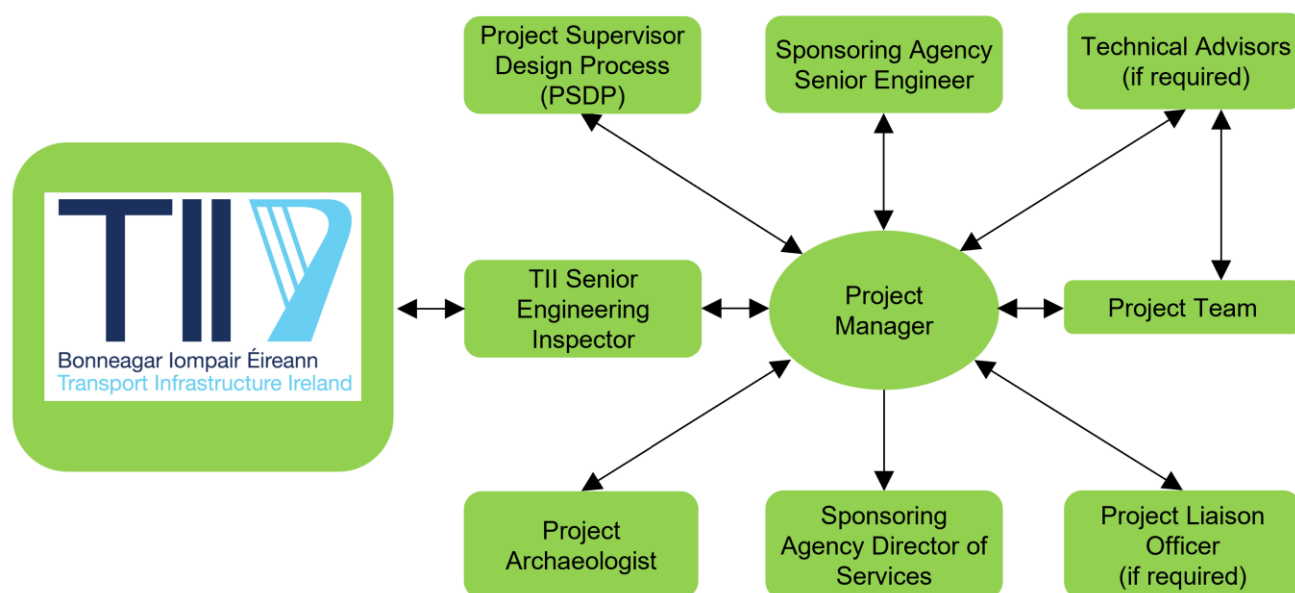 Project Supervisor
Design Process
(PSDP)
Sponsoring Agency
Senior Engineer
Technical Advisors
(if required)
TII
Bonneagar Iompair Éireann
Transport Infrastructure Ireland
TII Senior
Engineering
Inspector
Project
Manager
Project Team
Project
Archaeologist
Sponsoring
Agency Director of
Services
Project Liaison
Officer
(if required)